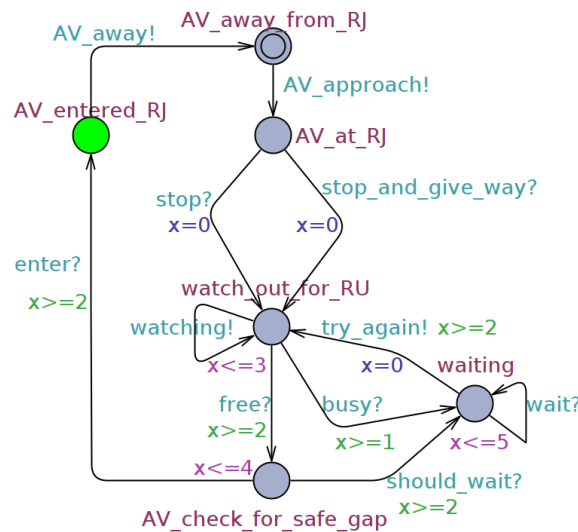 AV_away_from_RJ
AV_away!
AV_approach!
AV_entered_RJ
AV_at_RJ
stop_and_give_way?
stop?
x=0
x=0
enter?
x>=2
watch_out_for_RU
watching!
try_again!
x>=2
x<=3
x=0
waiting
free?
busy?
wait?
x>=2
x>=1
x<=5
x<=4
should_wait?
x>=2
AV_check_for_safe_gap